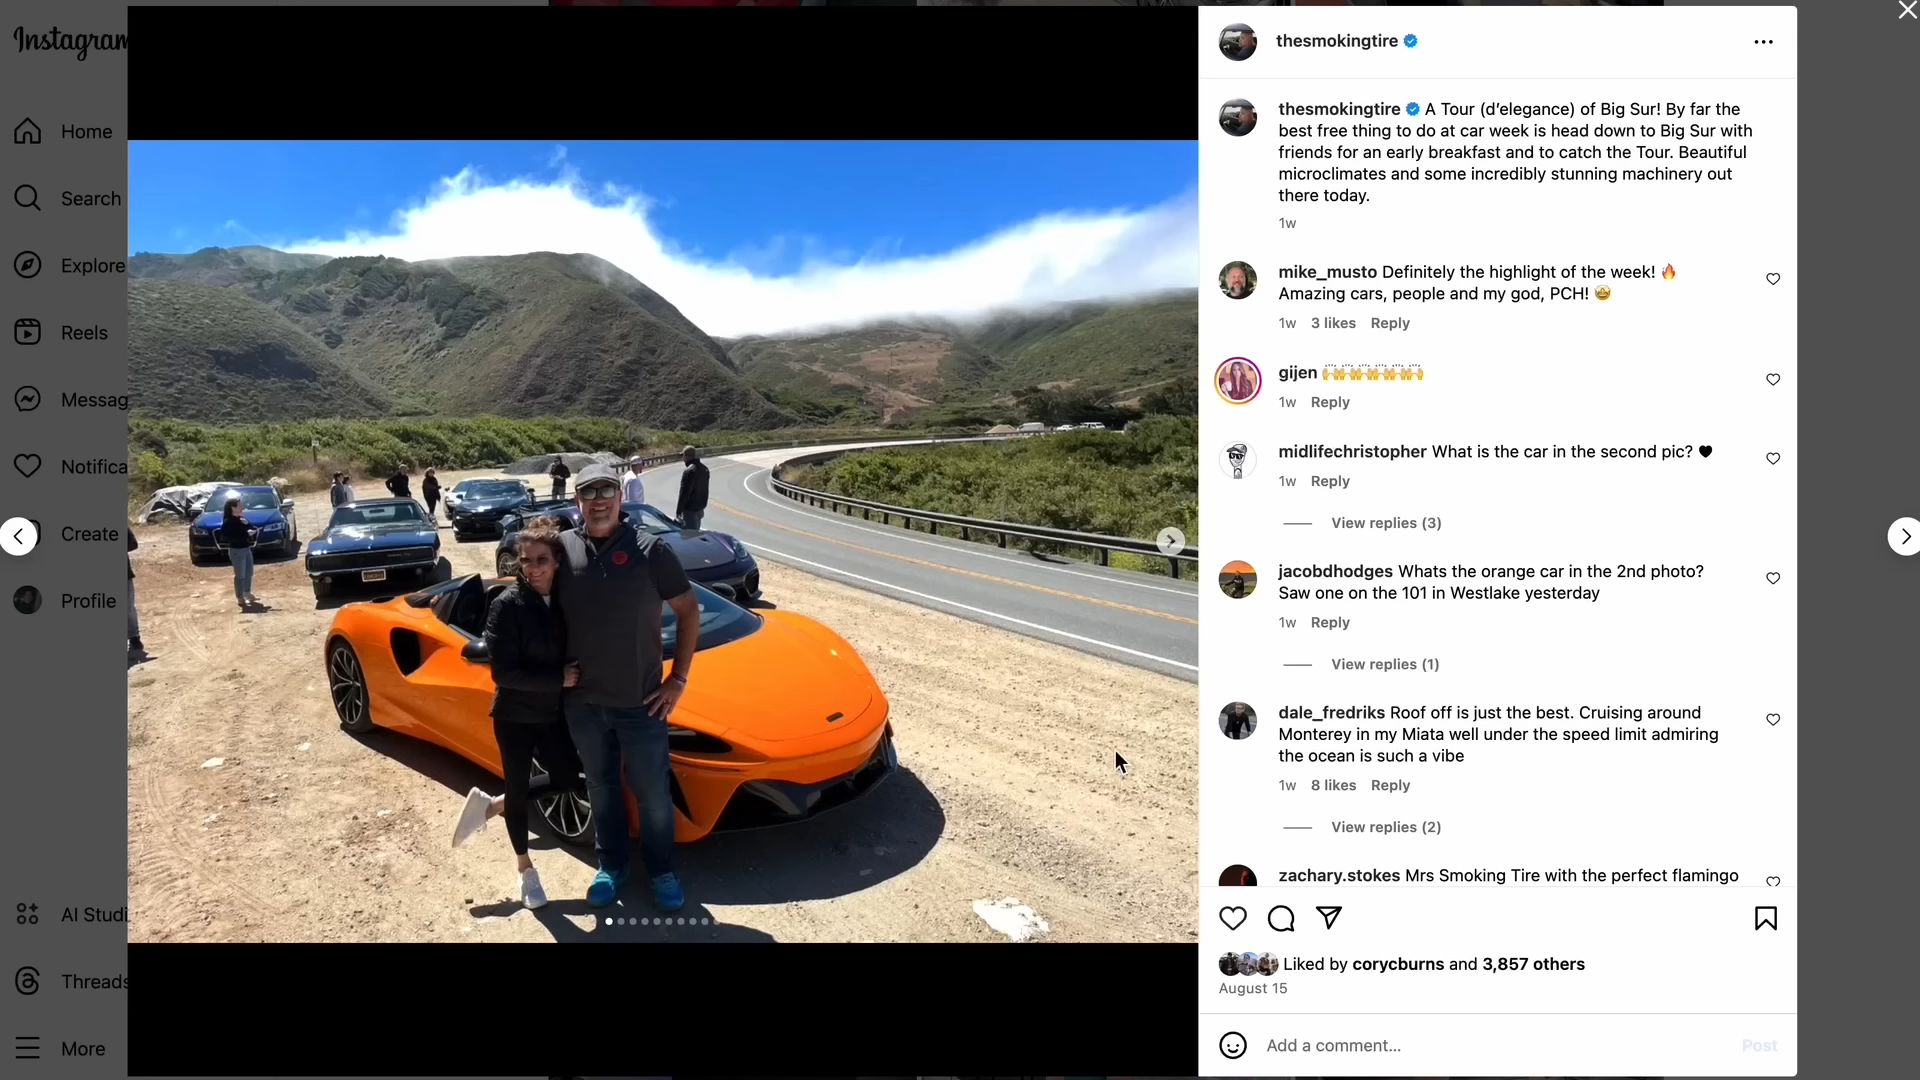 Instagram
Home
Search
Explore
Reels
Messag
Notifica
Create
Profile
AI Studi
Threads
More
thesmokingtire
thesmokingtire A Tour (d’elegance) of Big Sur! By far the
best free thing to do at car week is head down to Big Sur with
friends for an early breakfast and to catch the Tour. Beautiful
microclimates and some incredibly stunning machinery out
there today.
1w
mike_musto Definitely the highlight of the week! 🔥
Amazing cars, people and my god, PCH! 🤩
1w 3 likes Reply
gijen 🙌🙌🙌🙌🙌🙌
1w Reply
midlifechristopher What is the car in the second pic? 🖤
1w Reply
View replies (3)
jacobdhodges Whats the orange car in the 2nd photo?
Saw one on the 101 in Westlake yesterday
1w Reply
View replies (1)
dale_fredriks Roof off is just the best. Cruising around
Monterey in my Miata well under the speed limit admiring
the ocean is such a vibe
1w 8 likes Reply
View replies (2)
zachary.stokes Mrs Smoking Tire with the perfect flamingo
Liked by corycburns and 3,857 others
August 15
Add a comment...
Post